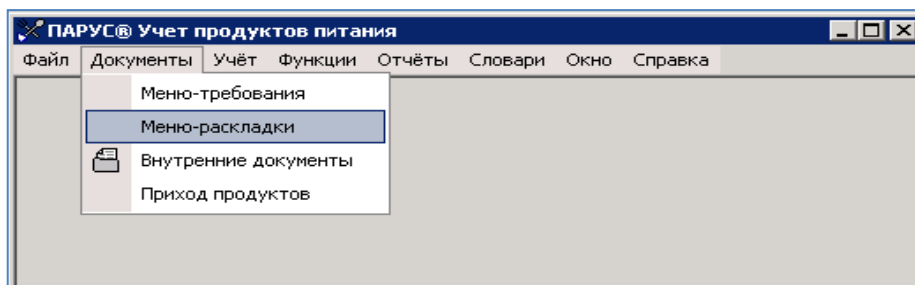 ПАРУС® Учет продуктов питания
Файл Документы Учёт Функции Отчёты Словари Окно Справка
Меню-требования
Меню-раскладки
Внутренние документы
Приход продуктов